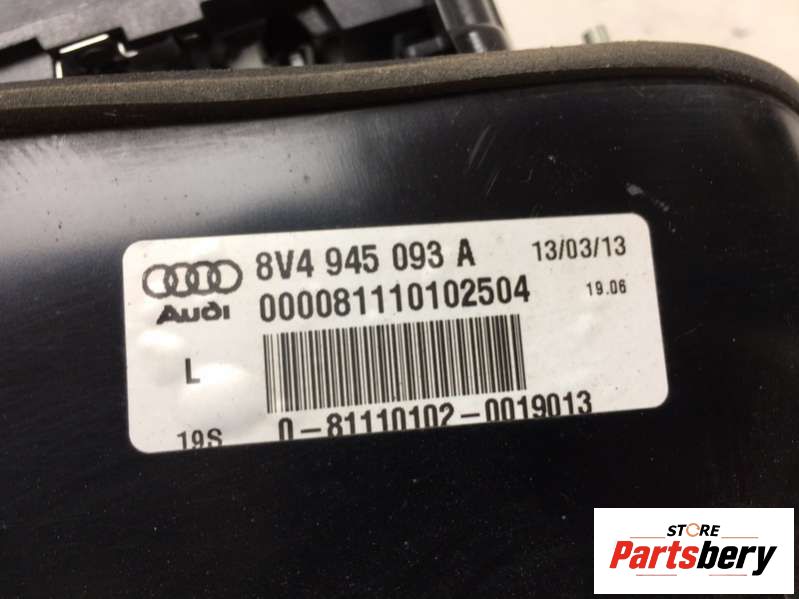 8V4 945 093 A 13/03/13
Audi 000081110102504 19.06
L
19S 0-81110102-0019013
STORE
Partsbery